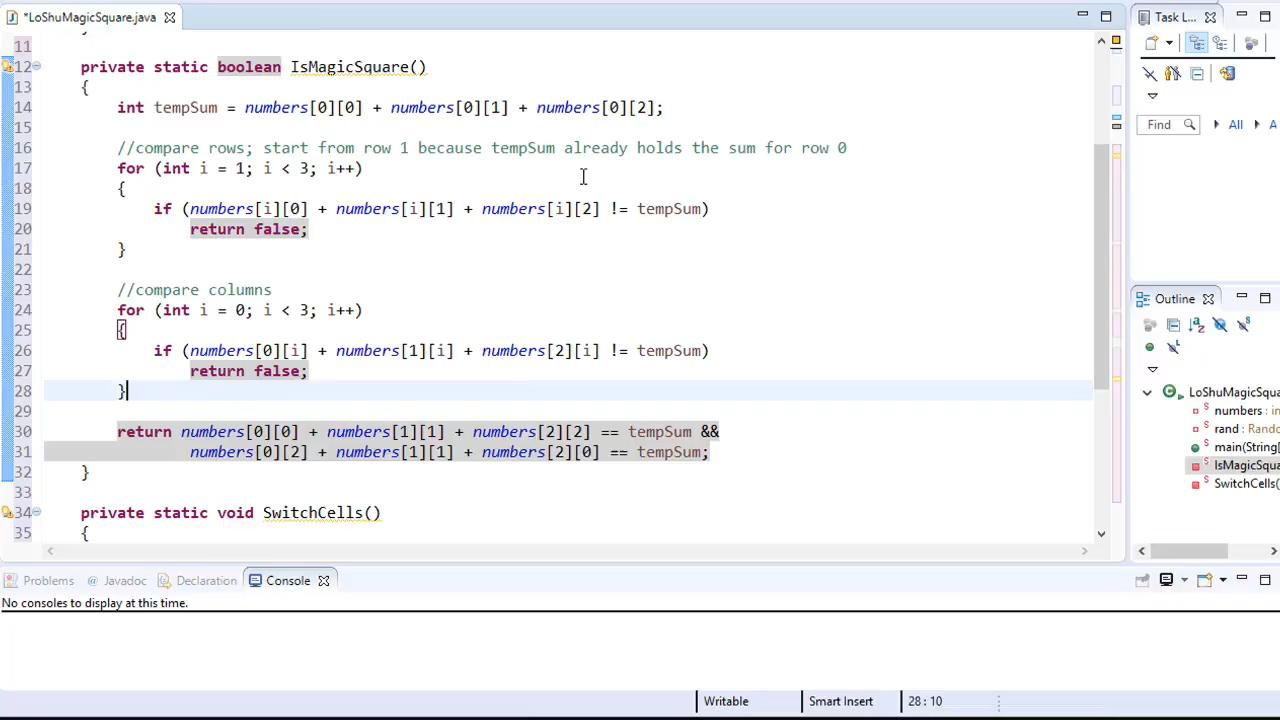 *LoShuMagicSquare.java
Task L...
11 }
12 private static boolean IsMagicSquare()
13 {
14 int tempSum = numbers[0][0] + numbers[0][1] + numbers[0][2];
15
16 //compare rows; start from row 1 because tempSum already holds the sum for row 0
17 for (int i = 1; i < 3; i++)
18 {
19 if (numbers[i][0] + numbers[i][1] + numbers[i][2] != tempSum)
20 return false;
21 }
22
23 //compare columns
24 for (int i = 0; i < 3; i++)
25 {
26 if (numbers[0][i] + numbers[1][i] + numbers[2][i] != tempSum)
27 return false;
28 }
29
30 return numbers[0][0] + numbers[1][1] + numbers[2][2] == tempSum &&
31 numbers[0][2] + numbers[1][1] + numbers[2][0] == tempSum;
32 }
33
34 private static void SwitchCells()
35 {
Find All A
Outline
LoShuMagicSqu
numbers : in
rand : Rando
main(String[
IsMagicSqua
SwitchCells(
Problems @ Javadoc Declaration Console
No consoles to display at this time.
Writable Smart Insert 28 : 10